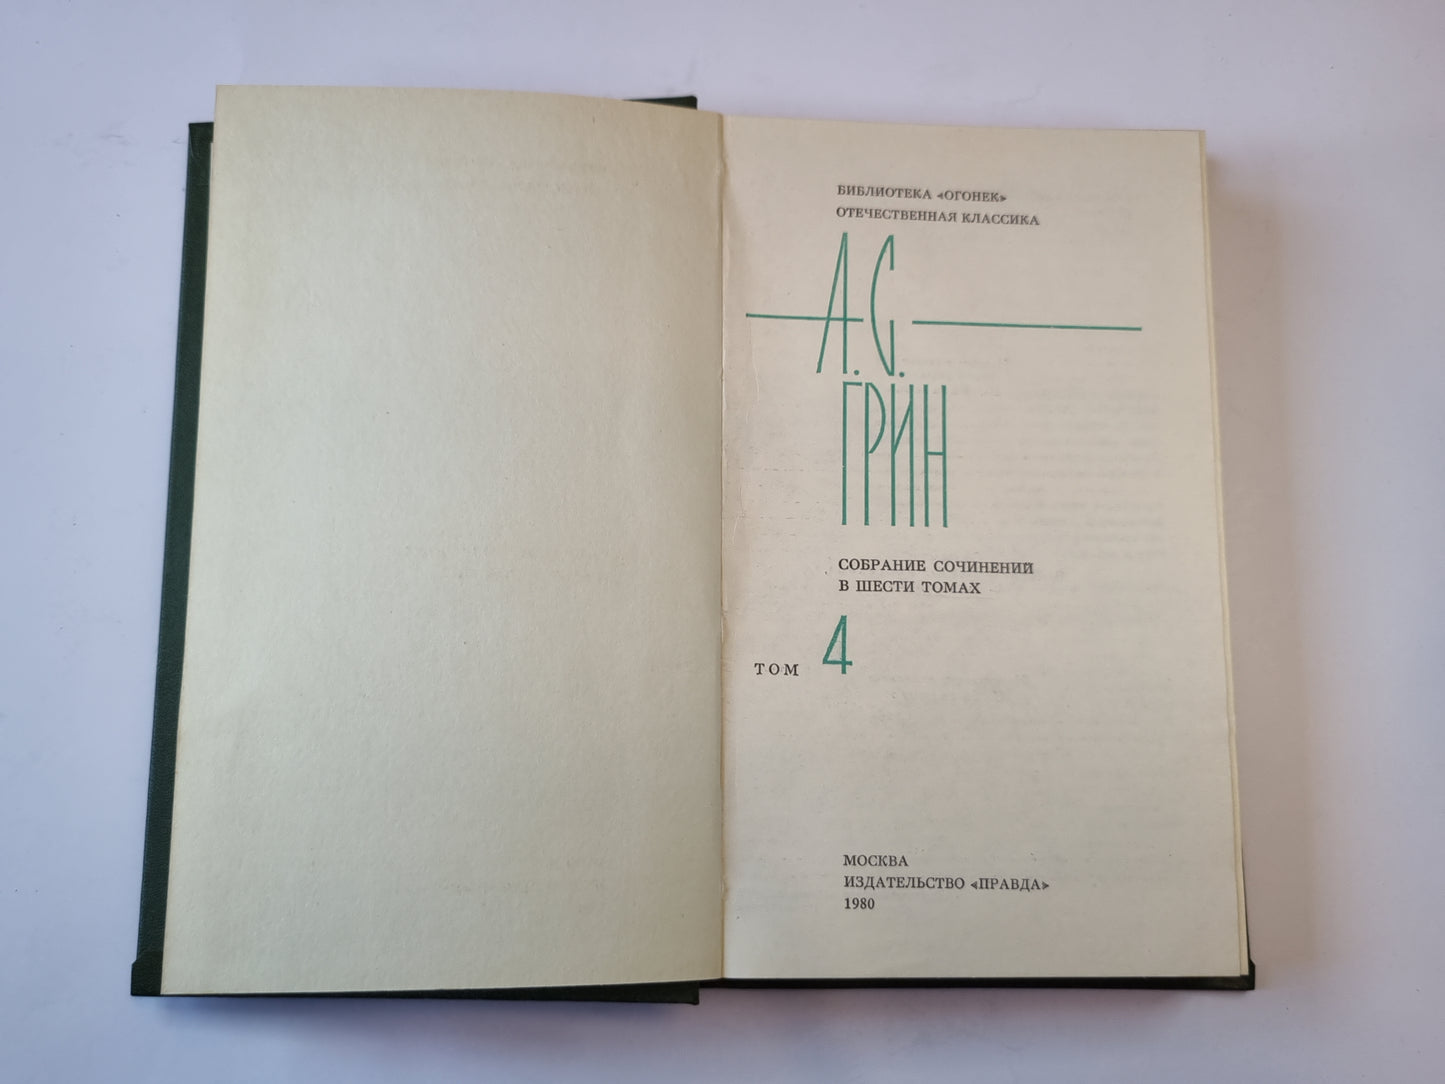 БИБЛИОТЕКА «ОГОНЕК»
ОТЕЧЕСТВЕННАЯ КЛАССИКА
А. С.
ГРИН
СОБРАНИЕ СОЧИНЕНИЙ
В ШЕСТИ ТОМАХ
ТОМ 4
МОСКВА
ИЗДАТЕЛЬСТВО «ПРАВДА»
1980